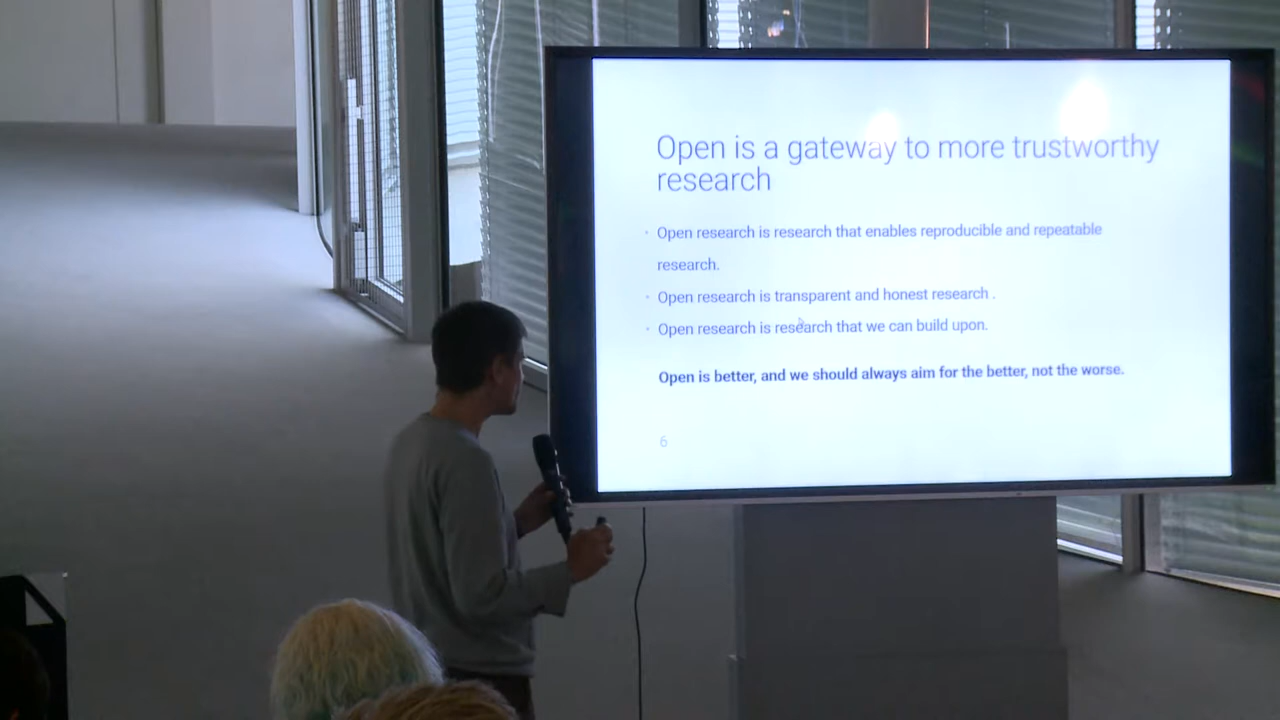 Open is a gateway to more trustworthy
research
· Open research is research that enables reproducible and repeatable
research.
· Open research is transparent and honest research .
· Open research is research that we can build upon.
Open is better, and we should always aim for the better, not the worse.
6